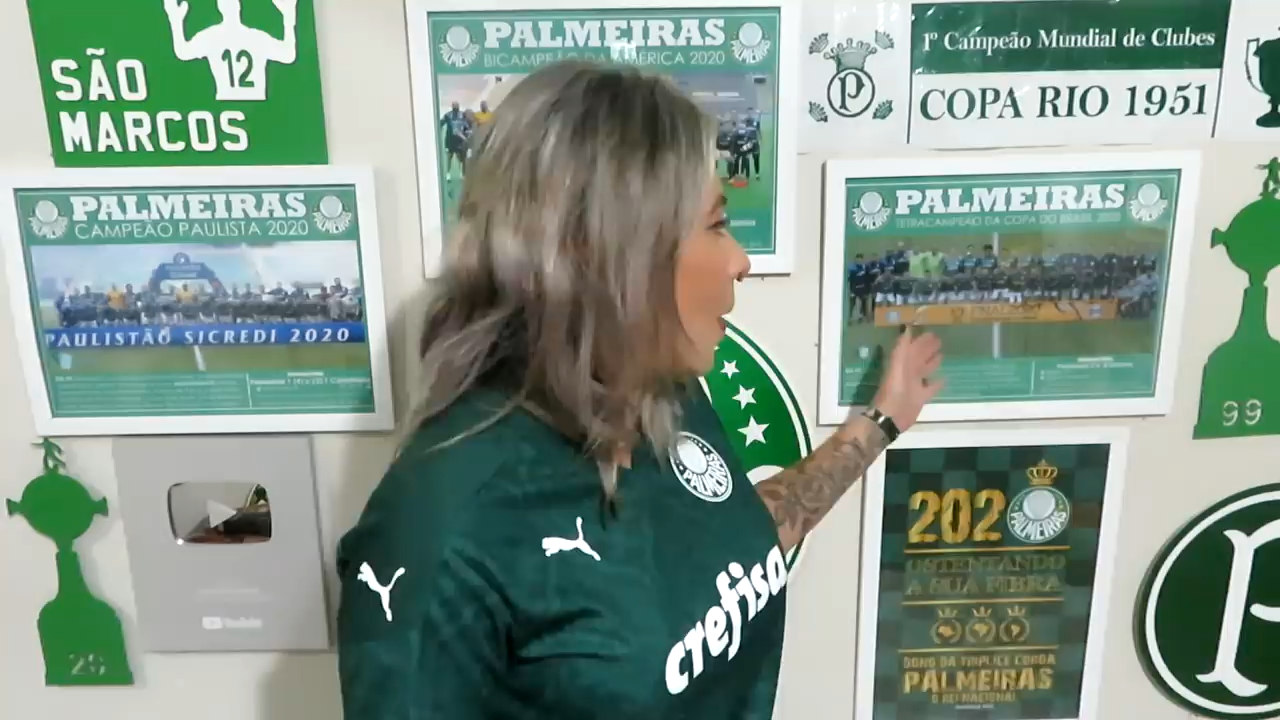 SÃO
MARCOS
12
PALMEIRAS
BICAMPEÃO DA AMÉRICA 2020
P
1º Campeão Mundial de Clubes
COPA RIO 1951
PALMEIRAS
CAMPEÃO PAULISTA 2020
PAULISTÃO SICREDI 2020
PALMEIRAS
TETRACAMPEÃO DA COPA DO BRASIL 2020
99
YouTube
PALMEIRAS
crefisa
202
PALMEIRAS
OSTENTANDO
A SUA FIBRA
DONO DA TRÍPLICE COROA
PALMEIRAS
O REI NACIONAL
P